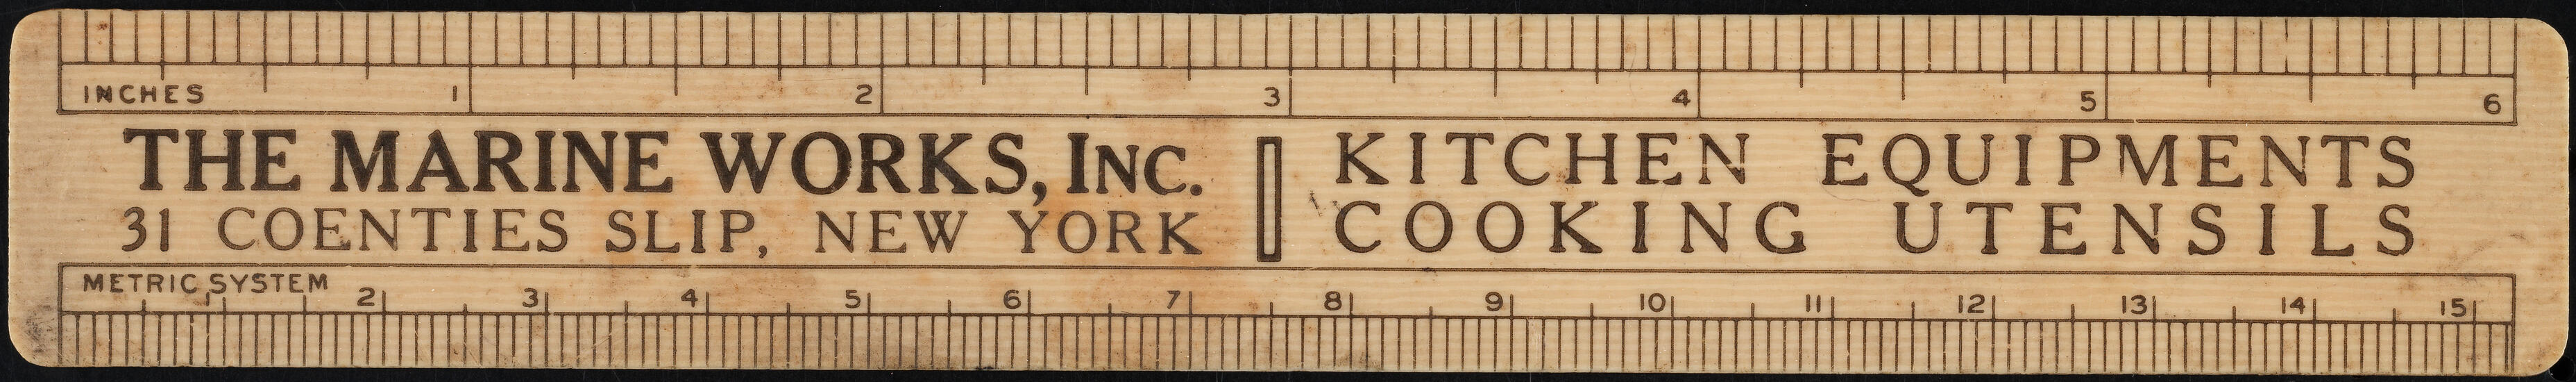 INCHES 1 2 3 4 5 6
THE MARINE WORKS, INC.
31 COENTIES SLIP, NEW YORK
KITCHEN EQUIPMENTS
COOKING UTENSILS
METRIC SYSTEM
1 2 3 4 5 6 7 8 9 10 11 12 13 14 15